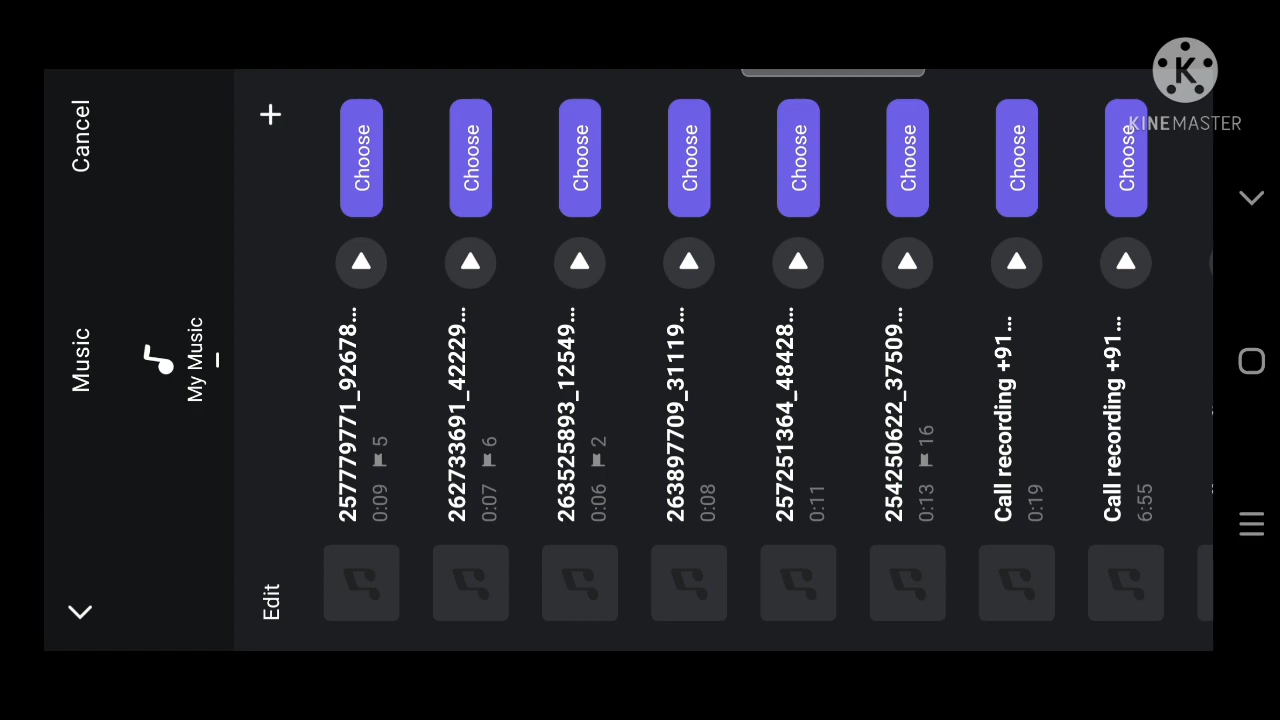 Music
Cancel
My Music
Edit
+
257779771_92678...
0:09 5
Choose
262733691_42229...
0:07 6
Choose
263525893_12549...
0:06 2
Choose
263897709_31119...
0:08
Choose
257251364_48428...
0:11
Choose
254250622_37509...
0:13 16
Choose
Call recording +91...
0:19
Choose
Call recording +91...
6:55
Choose
K
KINEMASTER